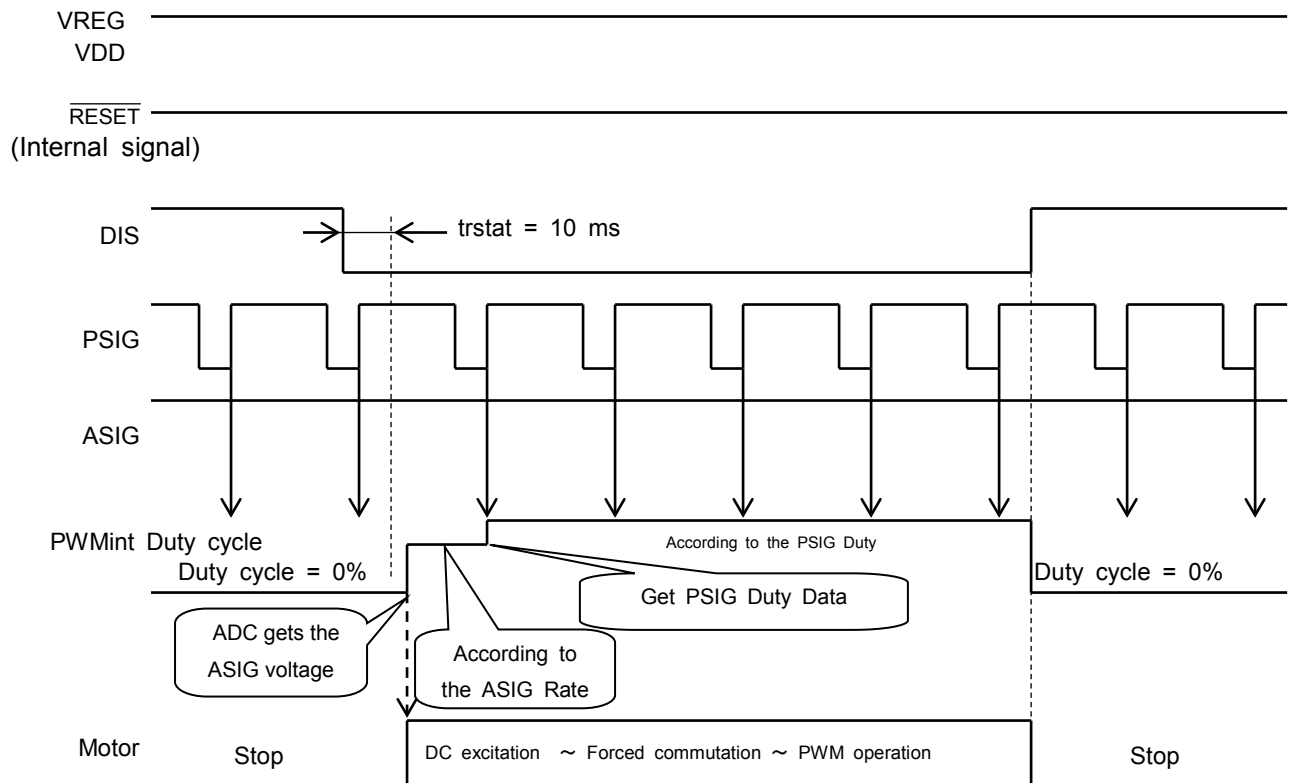 VREG
VDD
RESET
(Internal signal)
DIS
trstat = 10 ms
PSIG
ASIG
PWMint Duty cycle
According to the PSIG Duty
Duty cycle = 0%
Duty cycle = 0%
Get PSIG Duty Data
ADC gets the
ASIG voltage
According to
the ASIG Rate
Motor
Stop
DC excitation ~ Forced commutation ~ PWM operation
Stop